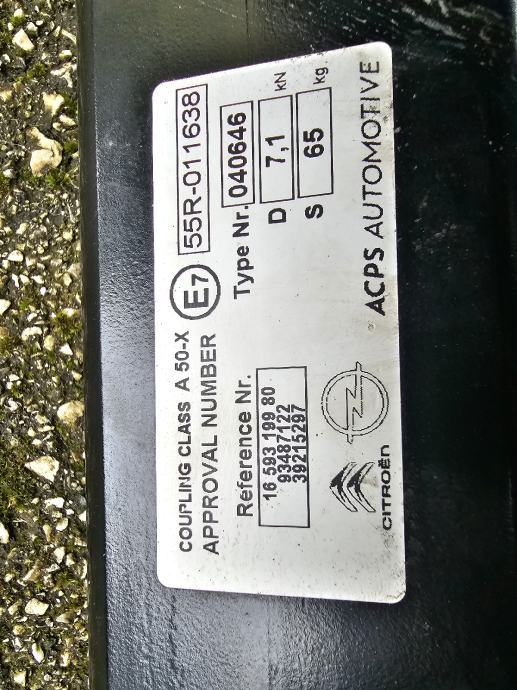 COUPLING CLASS A 50-X
APPROVAL NUMBER E7 55R-011638
Reference Nr.
16 593 199 80
93487122
39215297
Type Nr. 040646
D 7,1 kN
S 65 kg
CITROËN
ACPS AUTOMOTIVE